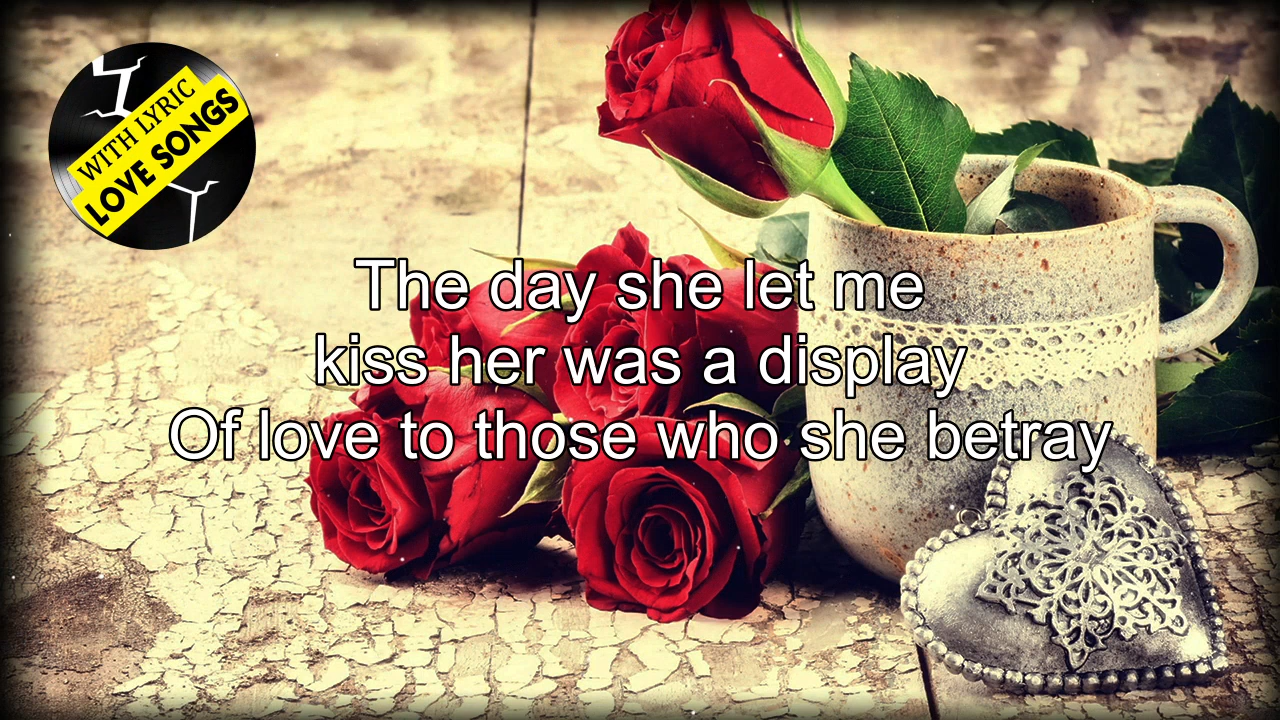 WITH LYRIC
LOVE SONGS
The day she let me
kiss her was a display
Of love to those who she betray